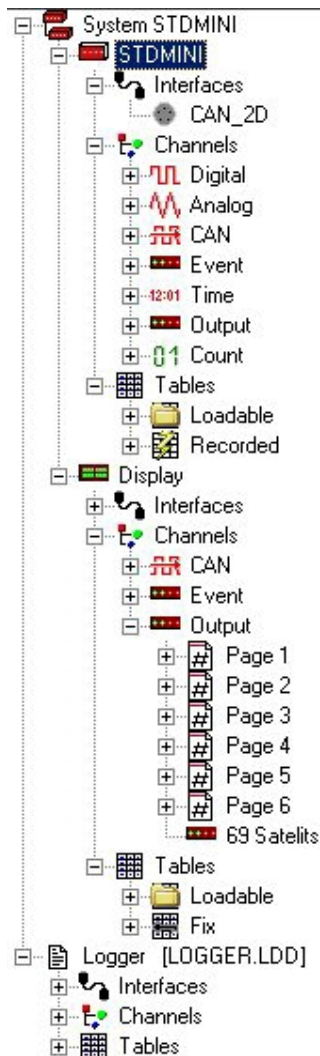 System STDMINI
STDMINI
Interfaces
CAN_2D
Channels
Digital
Analog
CAN
Event
12:01 Time
Output
01 Count
Tables
Loadable
Recorded
Display
Interfaces
Channels
CAN
Event
Output
# Page 1
# Page 2
# Page 3
# Page 4
# Page 5
# Page 6
69 Satelits
Tables
Loadable
Fix
Logger [LOGGER.LDD]
Interfaces
Channels
Tables